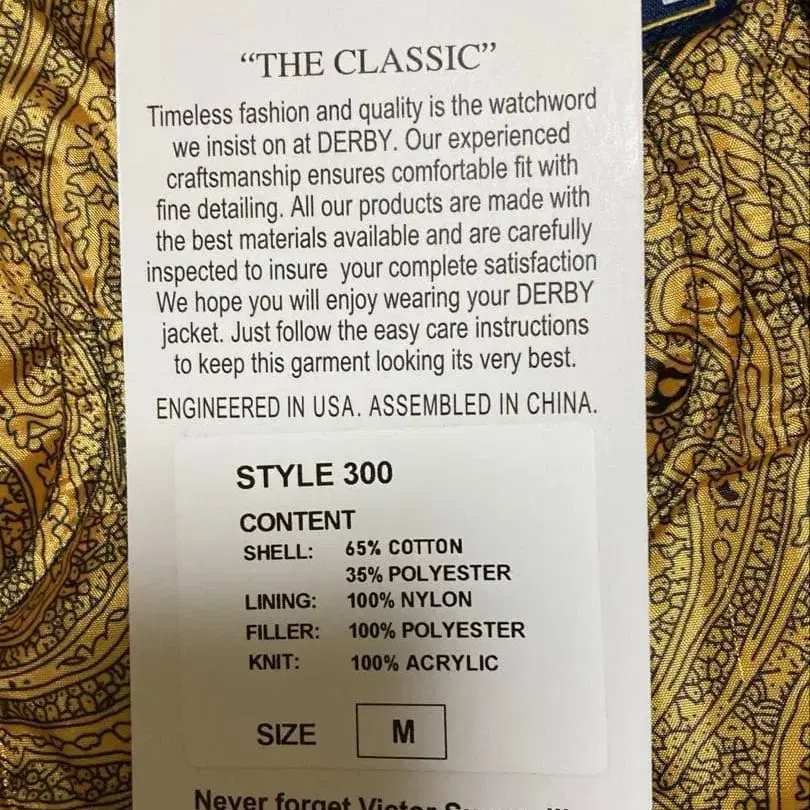 “THE CLASSIC”
Timeless fashion and quality is the watchword
we insist on at DERBY. Our experienced
craftsmanship ensures comfortable fit with
fine detailing. All our products are made with
the best materials available and are carefully
inspected to insure your complete satisfaction
We hope you will enjoy wearing your DERBY
jacket. Just follow the easy care instructions
to keep this garment looking its very best.
ENGINEERED IN USA. ASSEMBLED IN CHINA.
STYLE 300
CONTENT
SHELL: 65% COTTON
35% POLYESTER
LINING: 100% NYLON
FILLER: 100% POLYESTER
KNIT: 100% ACRYLIC
SIZE M
Never forget Victor